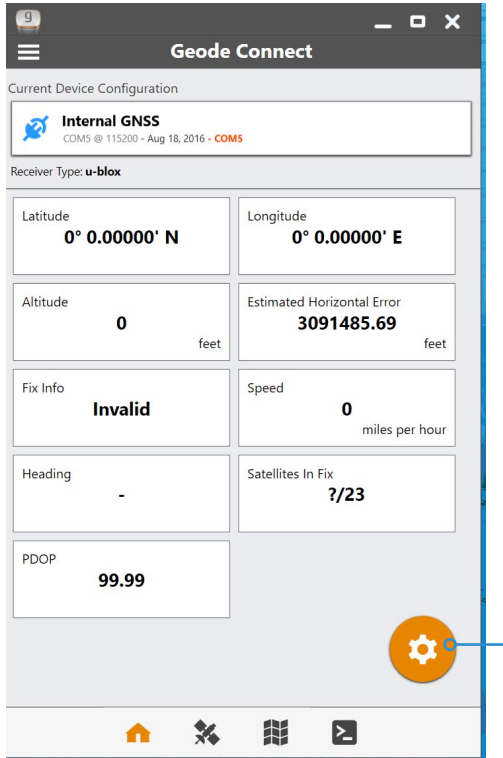 9
Geode Connect
Current Device Configuration
Internal GNSS
COM5 @ 115200 - Aug 18, 2016 - COM5
Receiver Type: u-blox
Latitude
0° 0.00000' N
Longitude
0° 0.00000' E
Altitude
0
feet
Estimated Horizontal Error
3091485.69
feet
Fix Info
Invalid
Speed
0
miles per hour
Heading
-
Satellites In Fix
?/23
PDOP
99.99